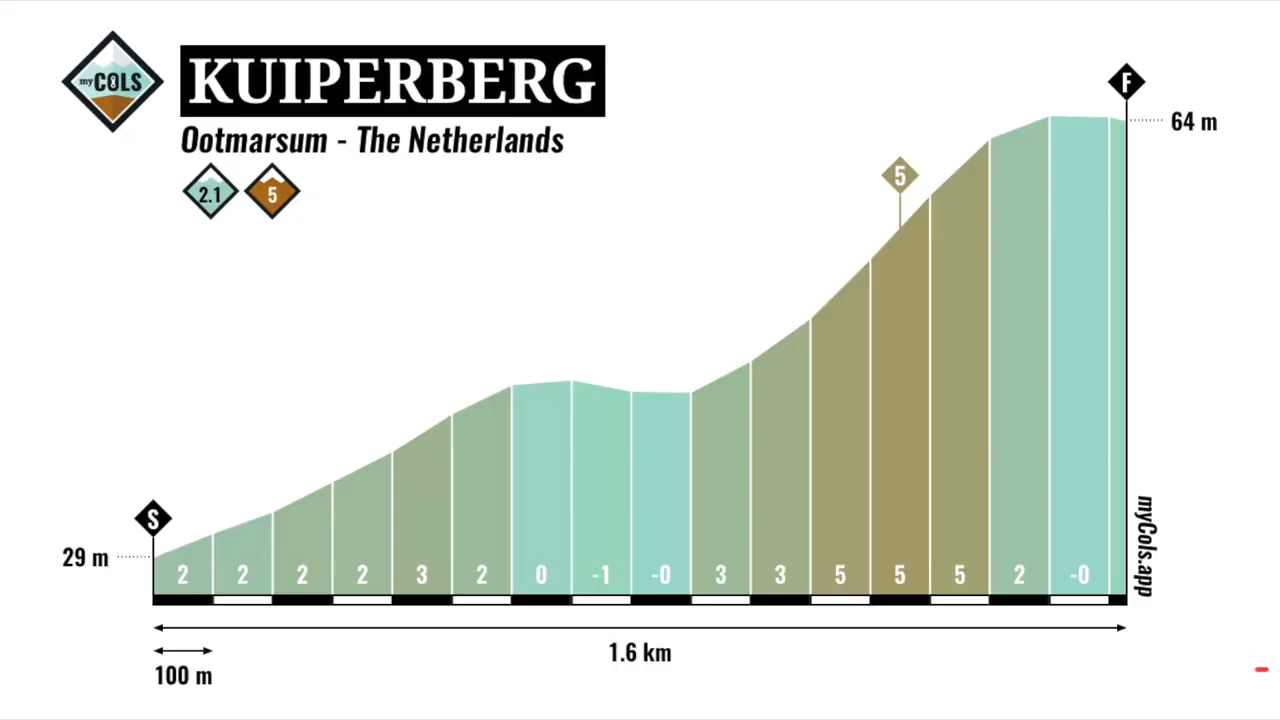 myCOLS
KUIPERBERG
Ootmarsum - The Netherlands
2.1 5
F
64 m
5
S
29 m
2 2 2 2 3 2 0 -1 -0 3 3 5 5 5 2 -0
myCols.app
1.6 km
100 m